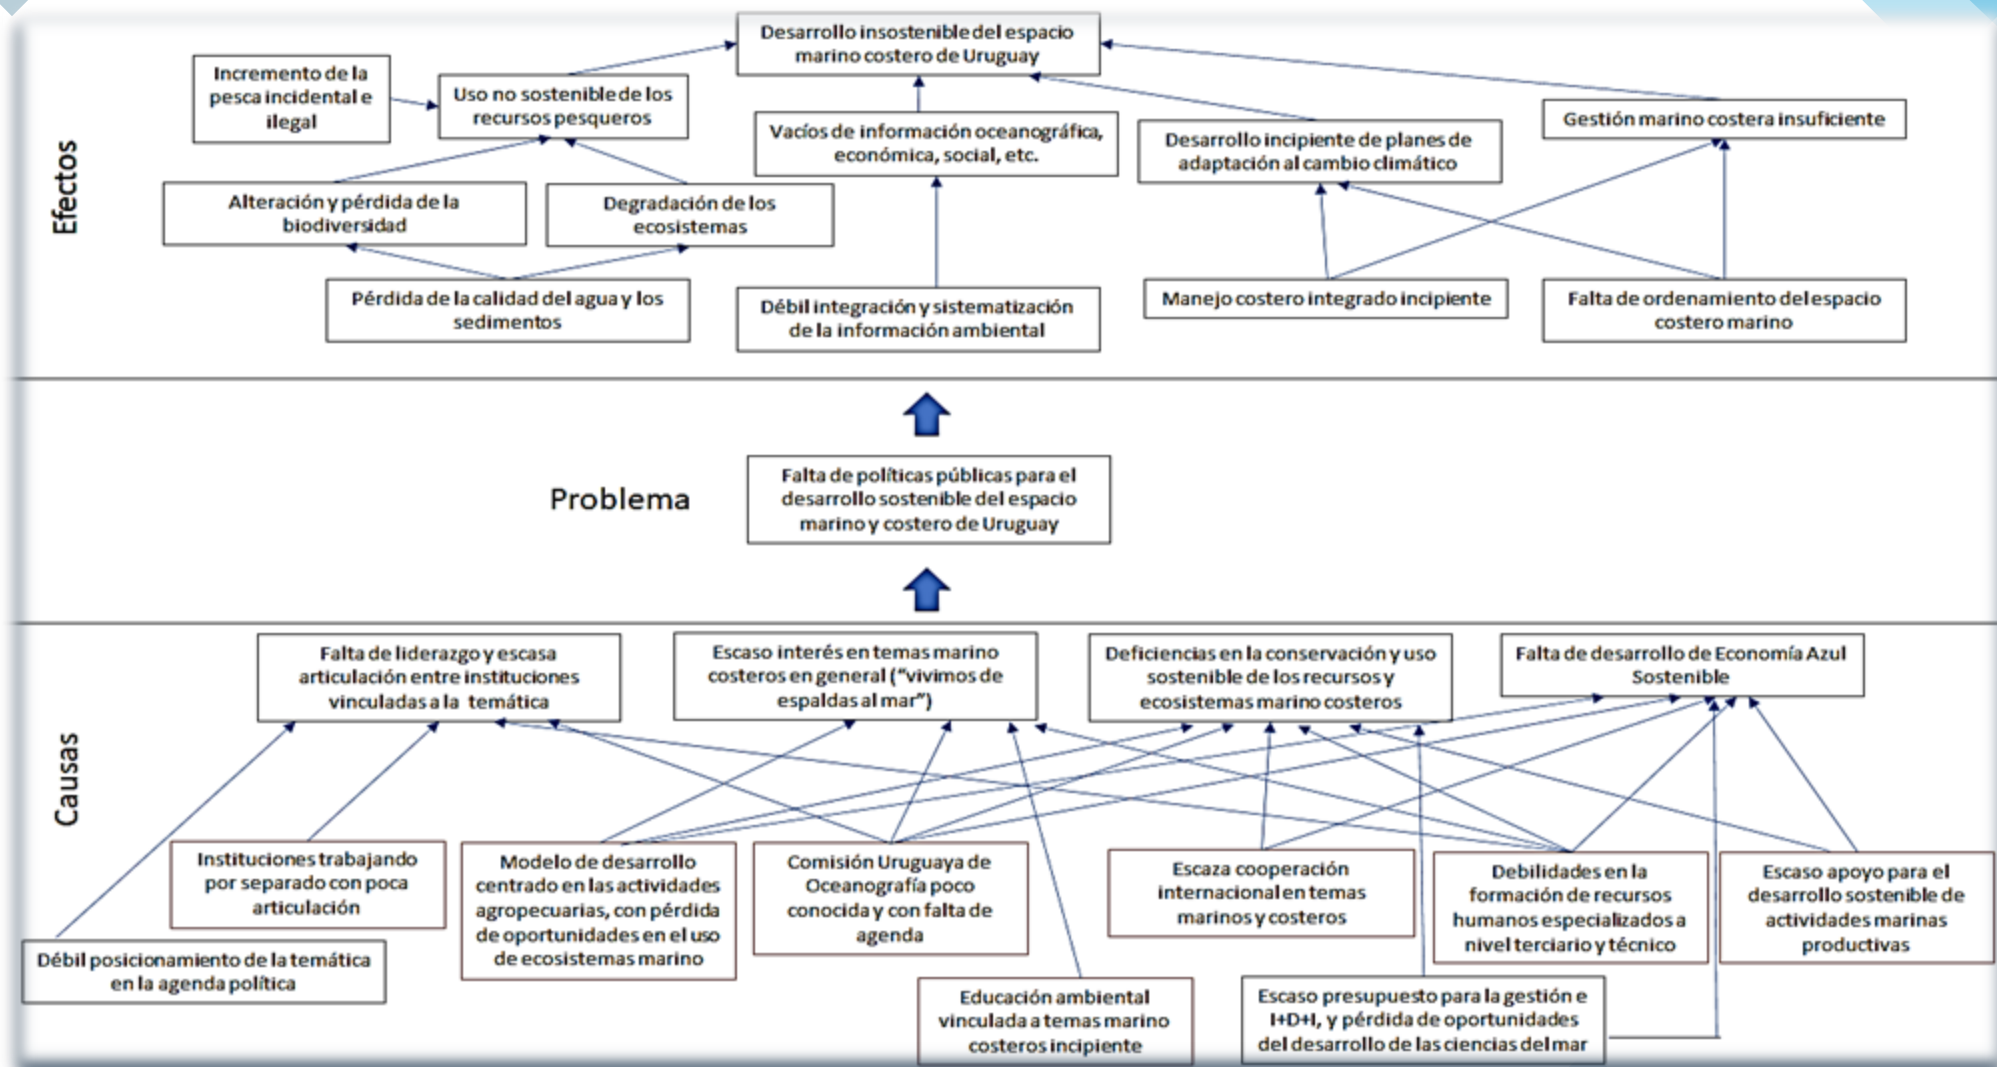 Desarrollo insostenible del espacio
marino costero de Uruguay
Incremento de la
pesca incidental e
ilegal
Uso no sostenible de los
recursos pesqueros
Vacíos de información oceanográfica,
económica, social, etc.
Desarrollo incipiente de planes de
adaptación al cambio climático
Gestión marino costera insuficiente
Efectos
Alteración y pérdida de la
biodiversidad
Degradación de los
ecosistemas
Pérdida de la calidad del agua y los
sedimentos
Débil integración y sistematización
de la información ambiental
Manejo costero integrado incipiente
Falta de ordenamiento del espacio
costero marino
Problema
Falta de políticas públicas para el
desarrollo sostenible del espacio
marino y costero de Uruguay
Causas
Falta de liderazgo y escasa
articulación entre instituciones
vinculadas a la temática
Escaso interés en temas marino
costeros en general ("vivimos de
espaldas al mar")
Deficiencias en la conservación y uso
sostenible de los recursos y
ecosistemas marino costeros
Falta de desarrollo de Economía Azul
Sostenible
Instituciones trabajando
por separado con poca
articulación
Modelo de desarrollo
centrado en las actividades
agropecuarias, con pérdida
de oportunidades en el uso
de ecosistemas marino
Comisión Uruguaya de
Oceanografía poco
conocida y con falta de
agenda
Escaza cooperación
internacional en temas
marinos y costeros
Debilidades en la
formación de recursos
humanos especializados a
nivel terciario y técnico
Escaso apoyo para el
desarrollo sostenible de
actividades marinas
productivas
Débil posicionamiento de la temática
en la agenda política
Educación ambiental
vinculada a temas marino
costeros incipiente
Escaso presupuesto para la gestión e
I+D+I, y pérdida de oportunidades
del desarrollo de las ciencias del mar